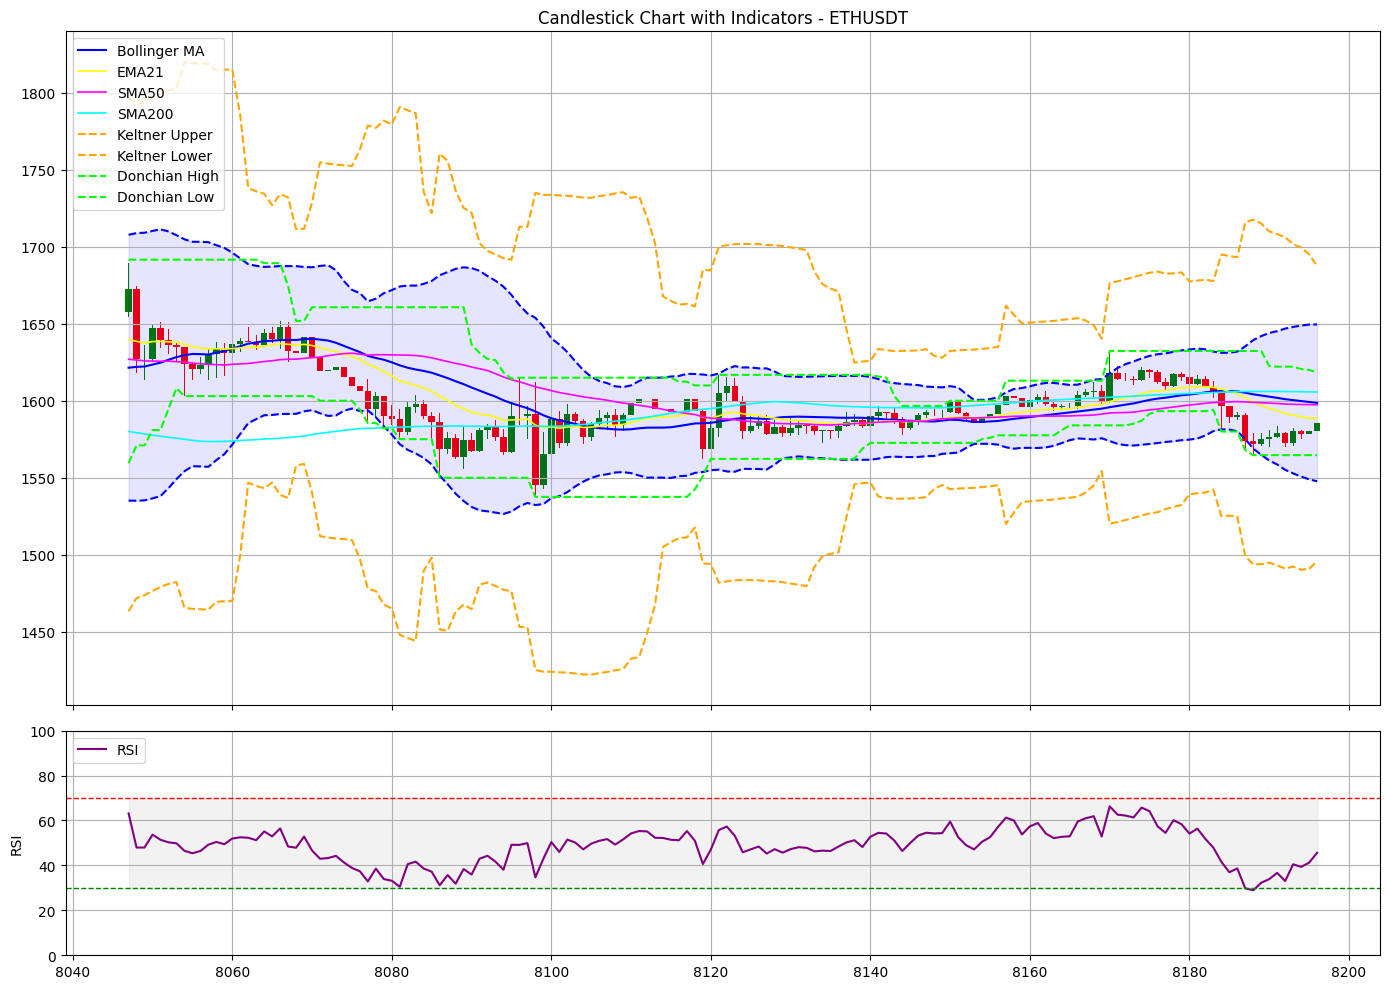 Candlestick Chart with Indicators - ETHUSDT
Bollinger MA
EMA21
SMA50
SMA200
Keltner Upper
Keltner Lower
Donchian High
Donchian Low
1800
1750
1700
1650
1600
1550
1500
1450
RSI
100
80
60
40
20
0
RSI
8040 8060 8080 8100 8120 8140 8160 8180 8200